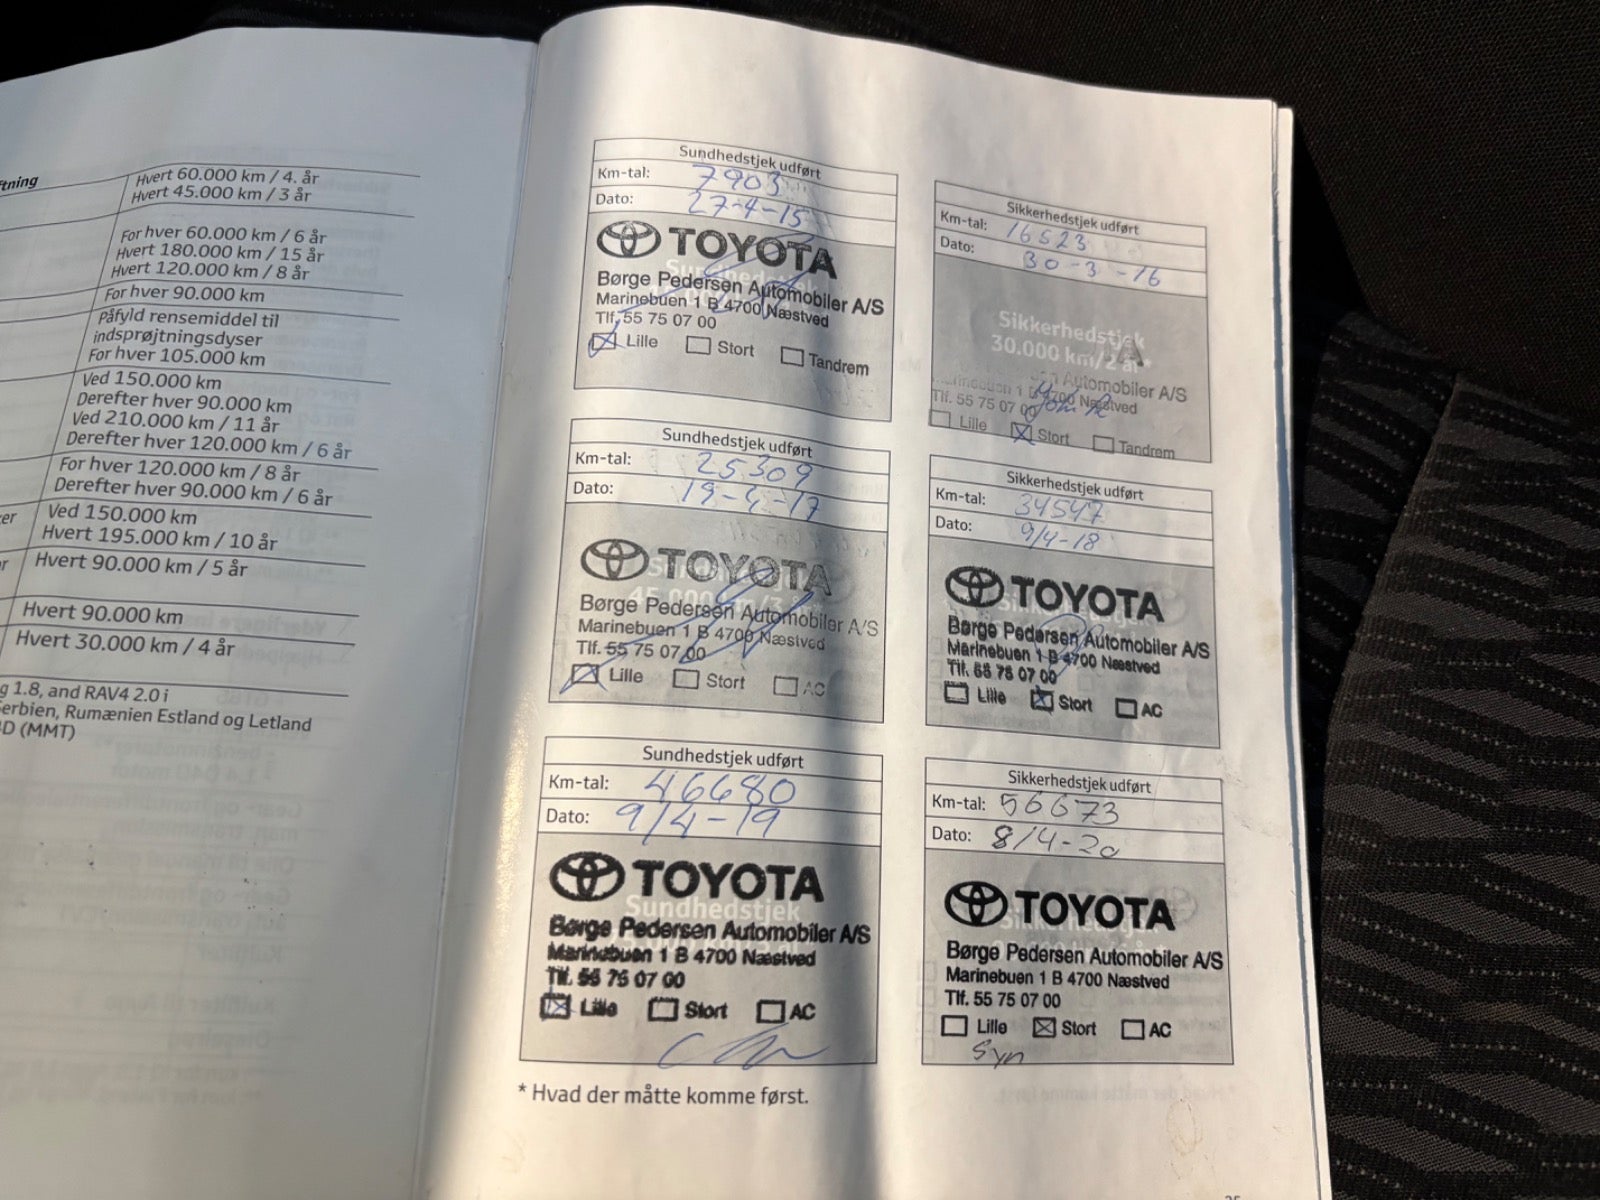 Hvert 60.000 km / 4. år
Hvert 45.000 km / 3 år
For hver 60.000 km / 6 år
Hvert 180.000 km / 15 år
Hvert 120.000 km / 8 år
For hver 90.000 km
Påfyld rensemiddel til
indsprøjtningsdyser
For hver 105.000 km
Ved 150.000 km
Derefter hver 90.000 km
Ved 210.000 km / 11 år
Derefter hver 120.000 km / 6 år
For hver 120.000 km / 8 år
Derefter hver 90.000 km / 6 år
Ved 150.000 km
Hvert 195.000 km / 10 år
Hvert 90.000 km / 5 år
Hvert 90.000 km
Hvert 30.000 km / 4 år
g 1.8, and RAV4 2.0 i
erbien, Rumænien Estland og Letland
D (MMT)
Sundhedstjek udført
Km-tal: 7903
Dato: 27-4-15
TOYOTA
Børge Pedersen Automobiler A/S
Marinebuen 1 B 4700 Næstved
Tlf. 55 75 07 00
Lille Stort Tandrem
Sikkerhedstjek udført
Km-tal: 16523
Dato: 30-3-16
Sikkerhedstjek
30.000 km/2 år*
Automobiler A/S
Marinebuen 1 B 4700 Næstved
Tlf. 55 75 07 00
Lille Stort Tandrem
Sundhedstjek udført
Km-tal: 25309
Dato: 19-4-17
TOYOTA
Børge Pedersen Automobiler A/S
Marinebuen 1 B 4700 Næstved
Tlf. 55 75 07 00
Lille Stort AC
Sikkerhedstjek udført
Km-tal: 34547
Dato: 9/4-18
TOYOTA
Børge Pedersen Automobiler A/S
Marinebuen 1 B 4700 Næstved
Tlf. 55 75 07 00
Lille Stort AC
Sundhedstjek udført
Km-tal: 46680
Dato: 9/4-19
TOYOTA
Sundhedstjek
Børge Pedersen Automobiler A/S
Marinebuen 1 B 4700 Næstved
Tlf. 55 75 07 00
Lille Stort AC
Sikkerhedstjek udført
Km-tal: 56673
Dato: 8/4-20
TOYOTA
Børge Pedersen Automobiler A/S
Marinebuen 1 B 4700 Næstved
Tlf. 55 75 07 00
Lille Stort AC
Syn
* Hvad der måtte komme først.